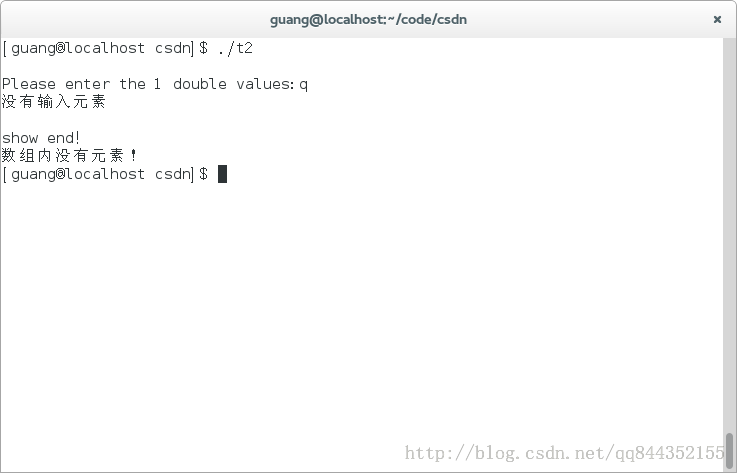 guang@localhost:~/code/csdn
[guang@localhost csdn]$ ./t2
Please enter the 1 double values:q
没有输入元素
show end!
数组内没有元素！
[guang@localhost csdn]$
http://blog.csdn.net/qq844352155